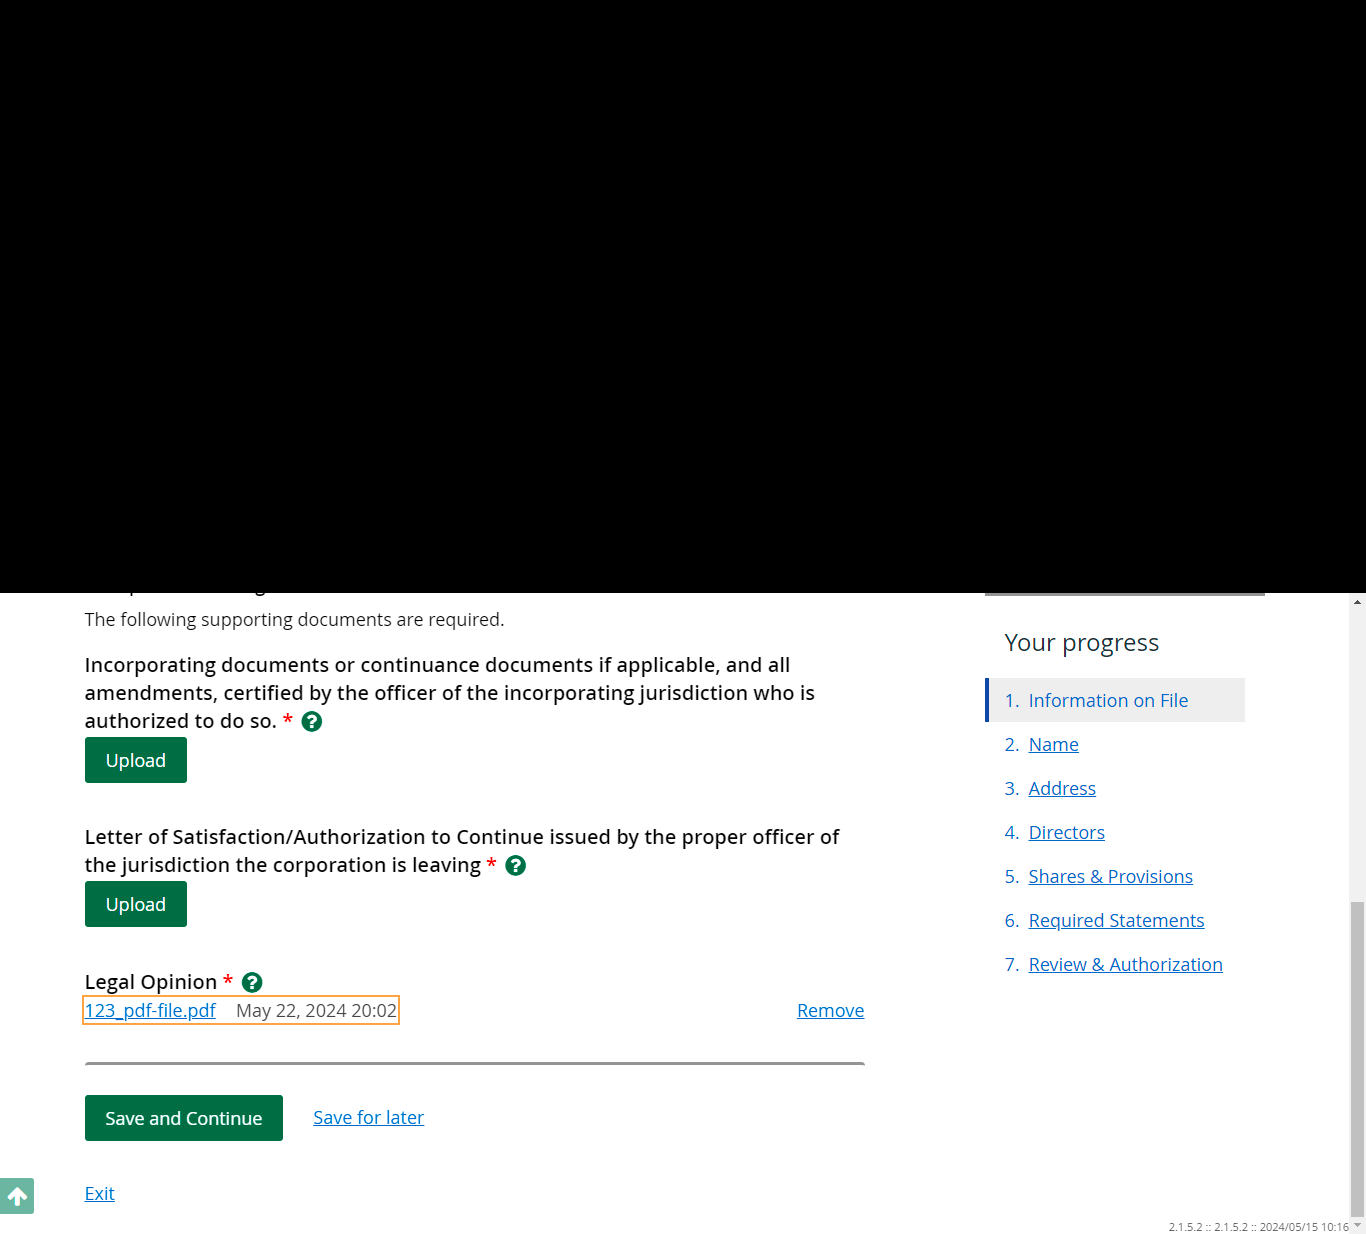 The following supporting documents are required.
Incorporating documents or continuance documents if applicable, and all
amendments, certified by the officer of the incorporating jurisdiction who is
authorized to do so. * ?
Upload
Letter of Satisfaction/Authorization to Continue issued by the proper officer of
the jurisdiction the corporation is leaving * ?
Upload
Legal Opinion * ?
123_pdf-file.pdf May 22, 2024 20:02 Remove
Save and Continue Save for later
Exit
Your progress
1. Information on File
2. Name
3. Address
4. Directors
5. Shares & Provisions
6. Required Statements
7. Review & Authorization
2.1.5.2 :: 2.1.5.2 :: 2024/05/15 10:16